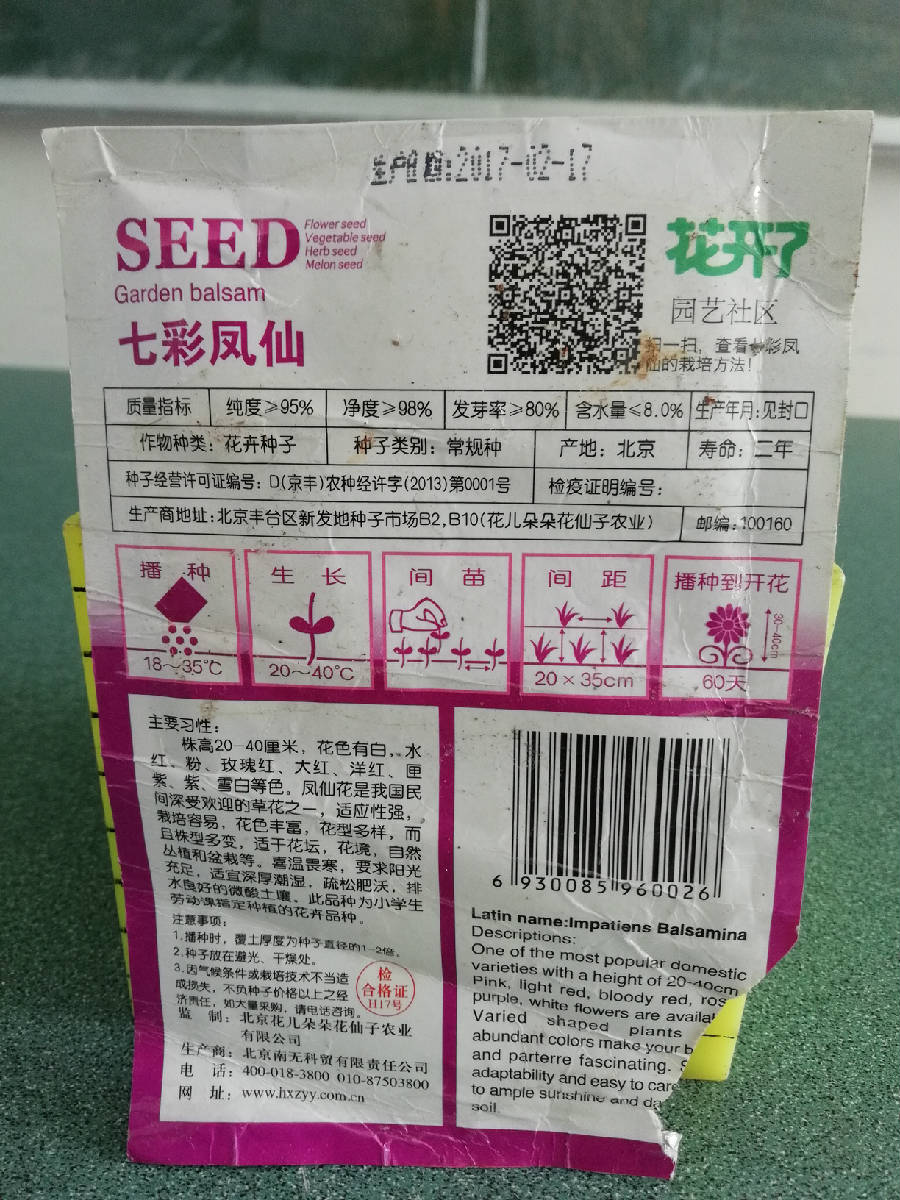 生产日期:2017-02-17
SEED
Flower seed
Vegetable seed
Herb seed
Melon seed
Garden balsam
七彩凤仙
花开了
园艺社区
扫一扫，查看七彩凤
仙的栽培方法！
质量指标 纯度≥95% 净度≥98% 发芽率≥80% 含水量≤8.0% 生产年月:见封口
作物种类：花卉种子 种子类别：常规种 产地：北京 寿命：二年
种子经营许可证编号：D(京丰)农种经许字(2013)第0001号 检疫证明编号：
生产商地址:北京丰台区新发地种子市场B2,B10(花儿朵朵花仙子农业) 邮编:100160
播种 生长 间苗 间距 播种到开花
30~40cm
18~35℃ 20~40℃ 20×35cm 60天
主要习性：
株高20-40厘米，花色有白，水
红、粉、玫瑰红、大红、洋红、匣
紫、紫、雪白等色。凤仙花是我国民
间深受欢迎的草花之一，适应性强，
栽培容易，花色丰富，花型多样，而
且株型多变，适于花坛，花境，自然
丛植和盆栽等。喜温畏寒，要求阳光
充足，适宜深厚潮湿，疏松肥沃，排
水良好的微酸土壤。此品种为小学生
劳动课指定种植的花卉品种。
注意事项：
1.播种时，覆土厚度为种子直径的1-2倍。
2.种子放在避光、干燥处。
3.因气候条件或栽培技术不当造
成损失，不负种子价格以上之经
济责任，如大量采购，请电话咨询。
检
合格证
H17号
监 制：北京花儿朵朵花仙子农业
有限公司
生产商：北京南无科贸有限责任公司
电 话：400-018-3800 010-87503800
网 址：www.hxzyy.com.cn
6 930085 960026
Latin name:Impatiens Balsamina
Descriptions:
One of the most popular domestic
varieties with a height of 20-40cm
Pink, light red, bloody red, ros
purple, white flowers are availa
Varied shaped plants
abundant colors make your b
and parterre fascinating. S
adaptability and easy to care
to ample sunshine and da
soil.